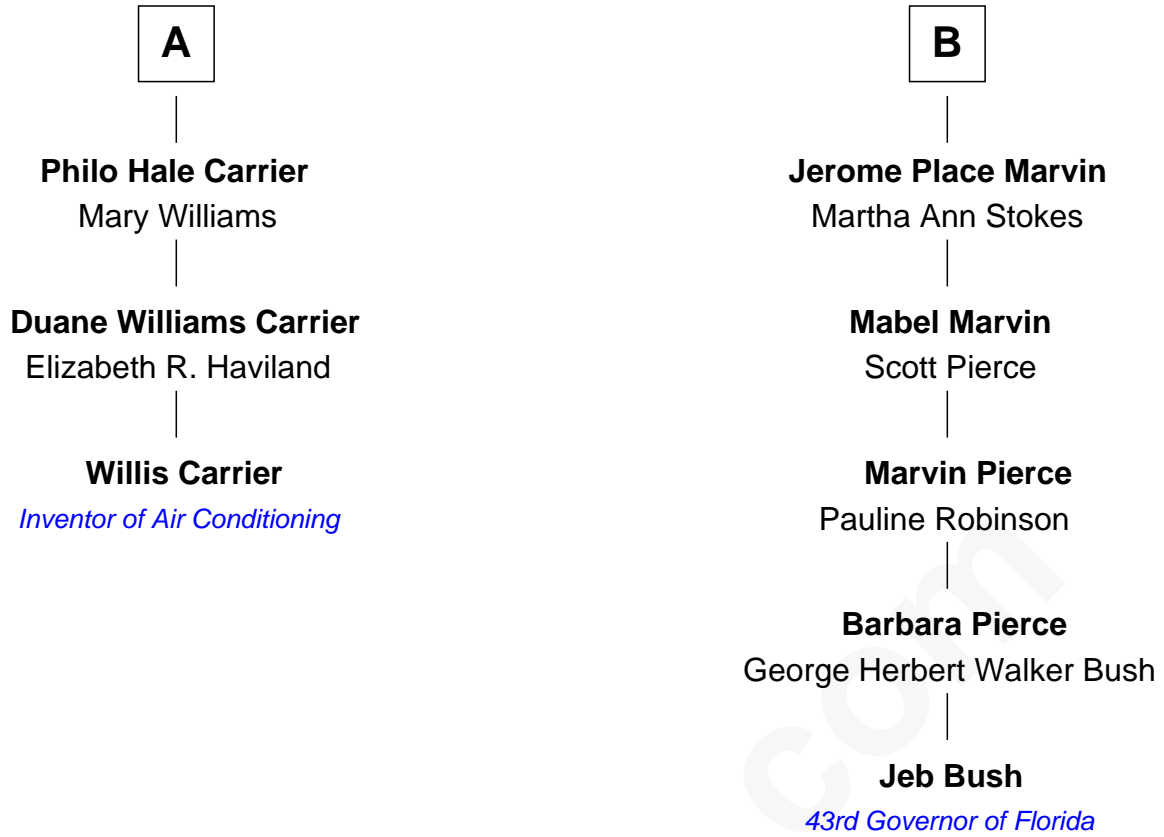 A
Philo Hale Carrier
Mary Williams
Duane Williams Carrier
Elizabeth R. Haviland
Willis Carrier
Inventor of Air Conditioning
B
Jerome Place Marvin
Martha Ann Stokes
Mabel Marvin
Scott Pierce
Marvin Pierce
Pauline Robinson
Barbara Pierce
George Herbert Walker Bush
Jeb Bush
43rd Governor of Florida
com